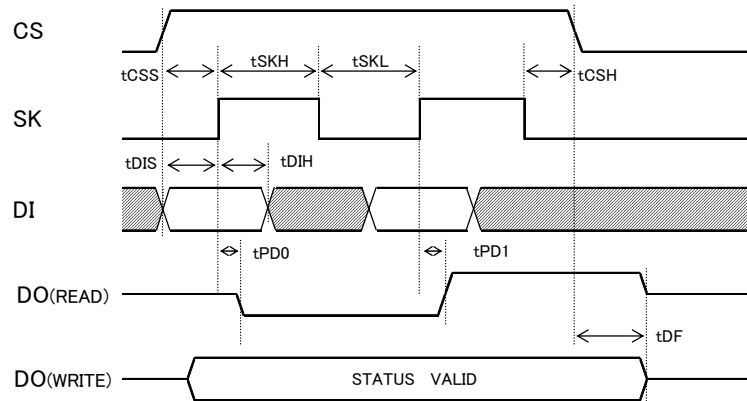 CS
tCSS tSKH tSKL tCSH
SK
tDIS tDIH
DI
tPD0 tPD1
DO(READ)
tDF
DO(WRITE) STATUS VALID